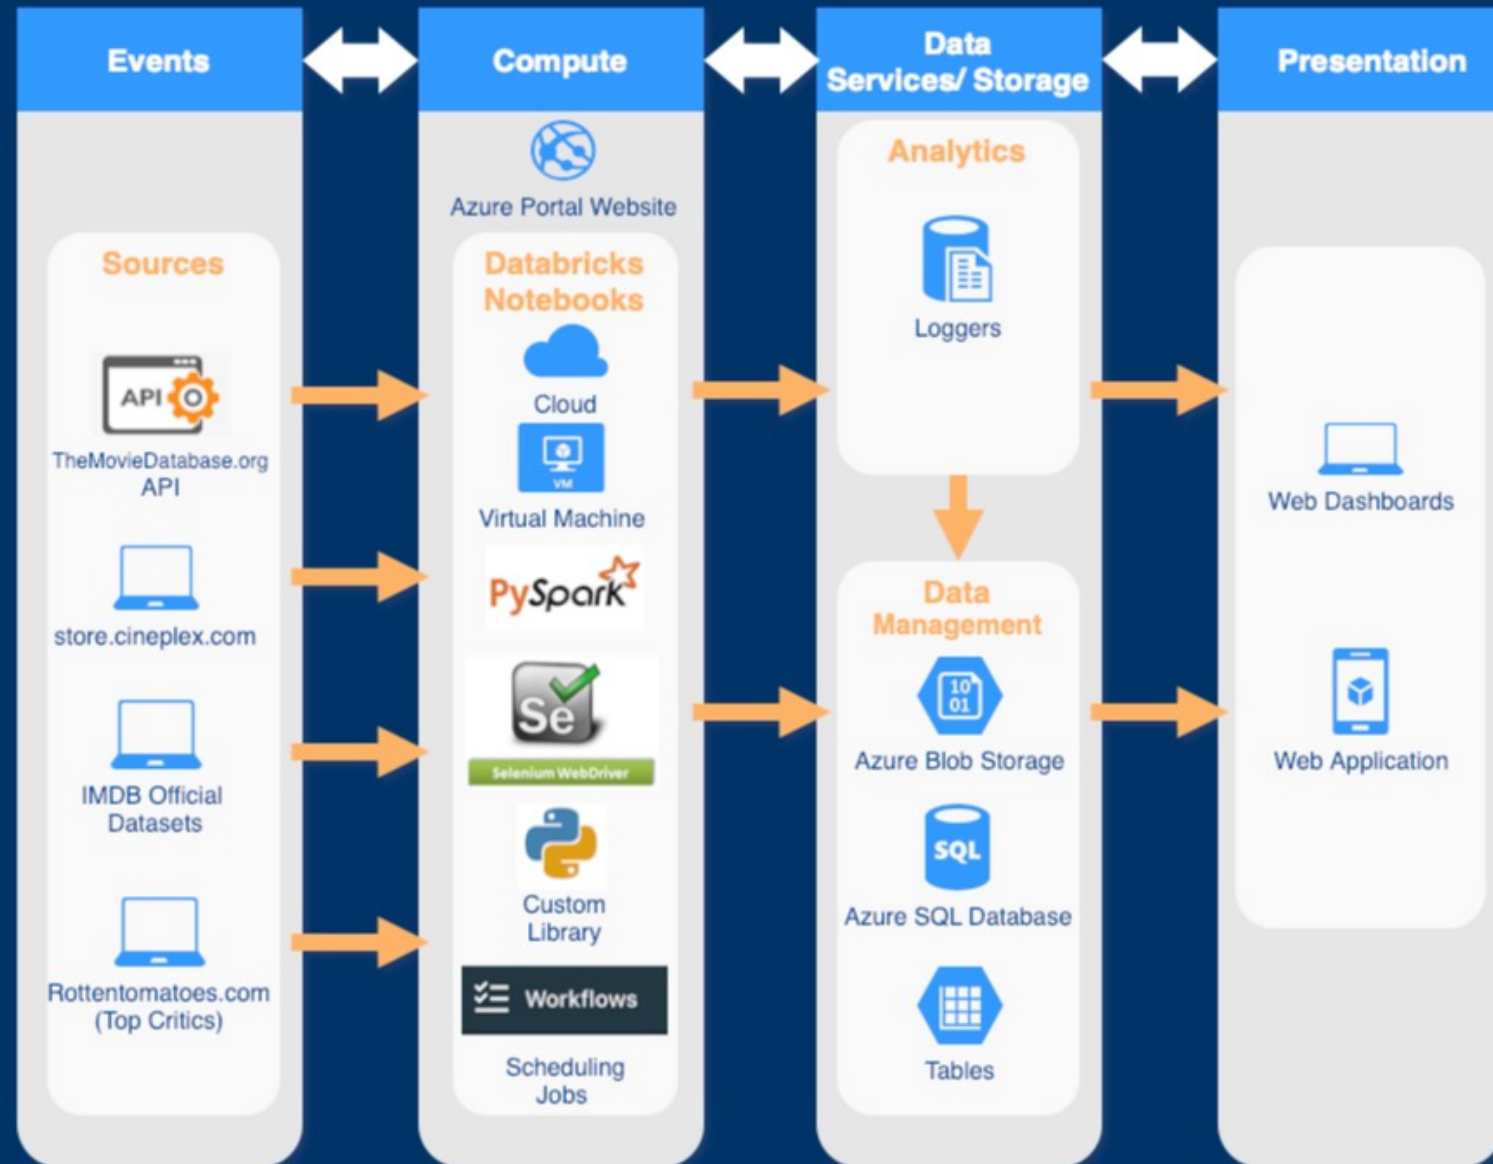 Events
Compute
Data
Services/ Storage
Presentation
Sources
API
TheMovieDatabase.org
API
store.cineplex.com
IMDB Official
Datasets
Rottentomatoes.com
(Top Critics)
Azure Portal Website
Databricks
Notebooks
Cloud
VM
Virtual Machine
PySpark
Se
Selenium WebDriver
Custom
Library
Workflows
Scheduling
Jobs
Analytics
Loggers
Data
Management
10
01
Azure Blob Storage
SQL
Azure SQL Database
Tables
Web Dashboards
Web Application